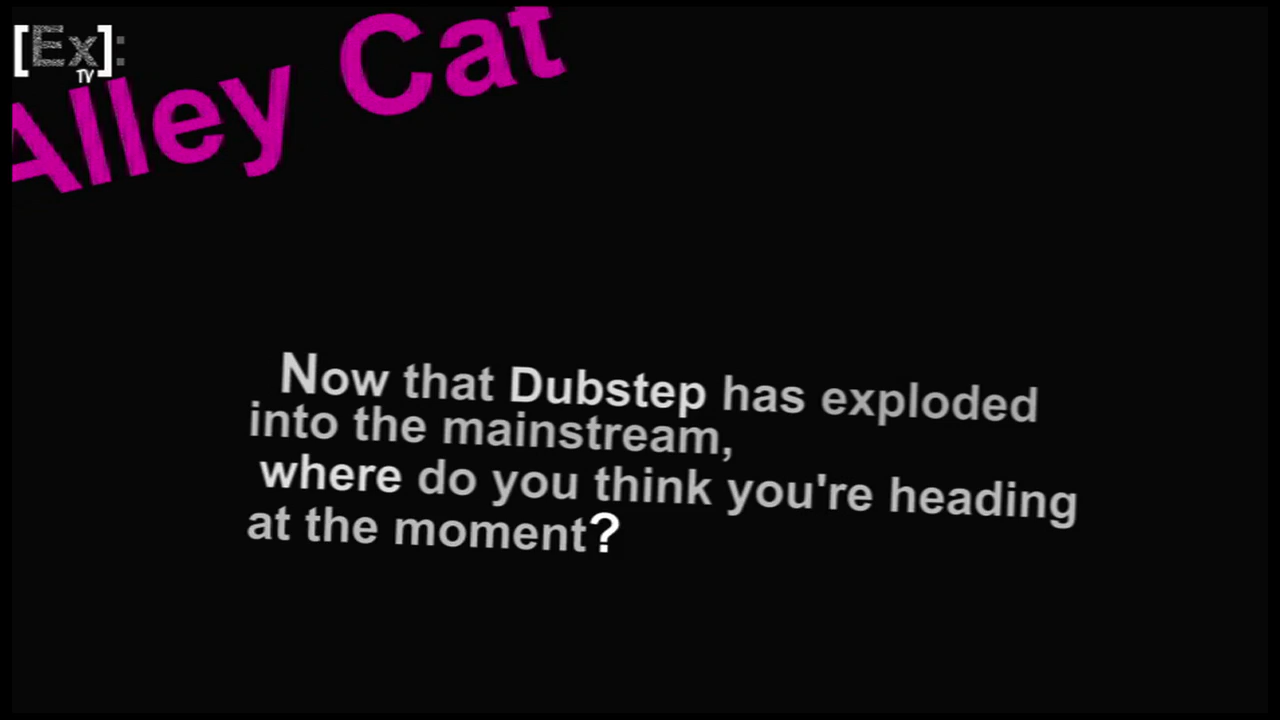 [Ex]:
TV
Alley Cat
Now that Dubstep has exploded
into the mainstream,
where do you think you're heading
at the moment?